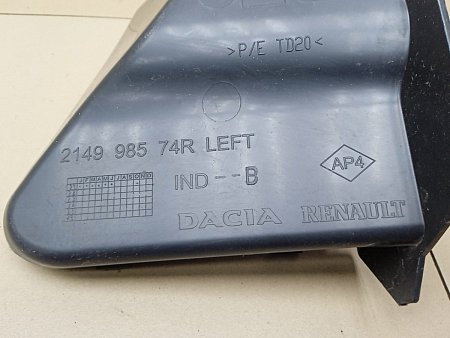 >P/E TD20<
2149 985 74R LEFT
AP4
J F M A M J J A S O N D
IND--B
DACIA RENAULT